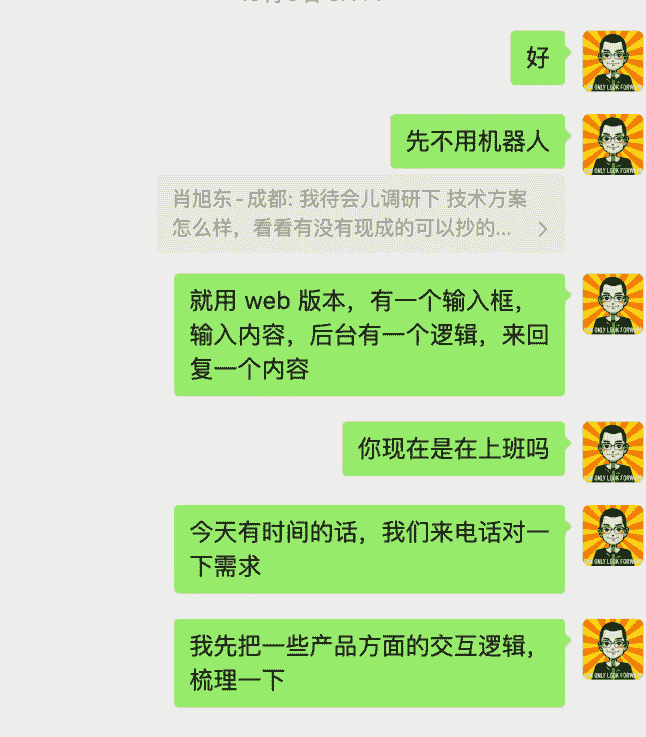 好
先不用机器人
肖旭东-成都: 我待会儿调研下 技术方案
怎么样，看看有没有现成的可以抄的...
就用 web 版本，有一个输入框，
输入内容，后台有一个逻辑，来回
复一个内容
你现在是在上班吗
今天有时间的话，我们来电话对一
下需求
我先把一些产品方面的交互逻辑，
梳理一下